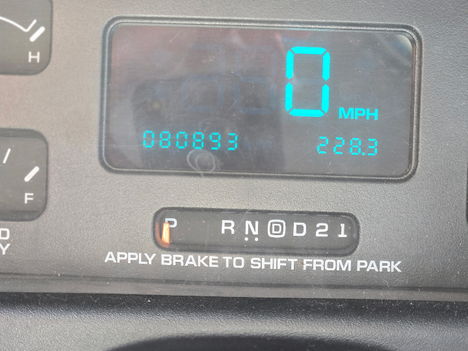 H
0 MPH
080893 228.3
F
P R N D D 2 1
APPLY BRAKE TO SHIFT FROM PARK